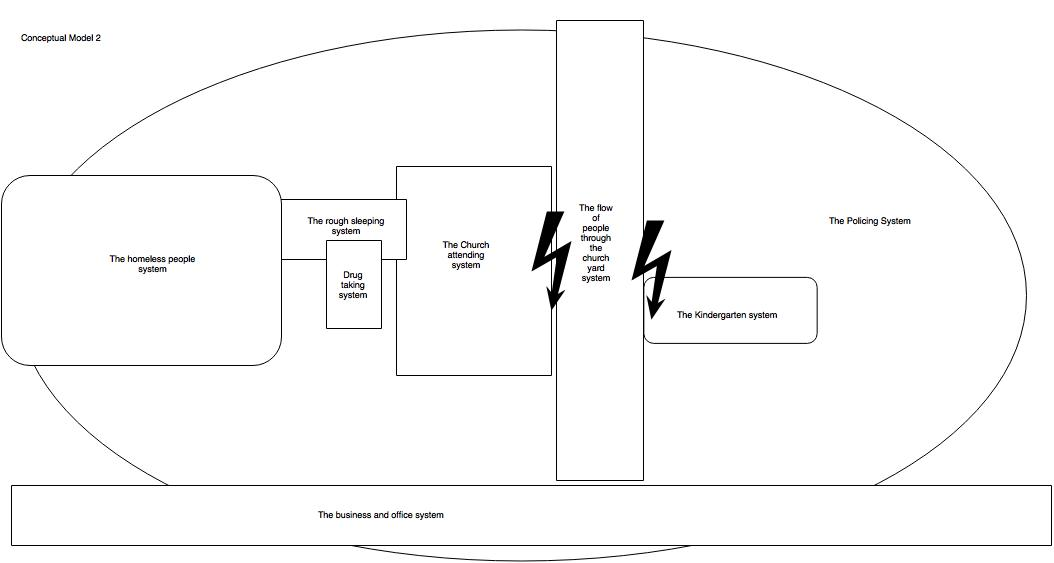 Conceptual Model 2
The homeless people
system
The rough sleeping
system
Drug
taking
system
The Church
attending
system
The flow
of
people
through
the
church
yard
system
The Policing System
The Kindergarten system
The business and office system